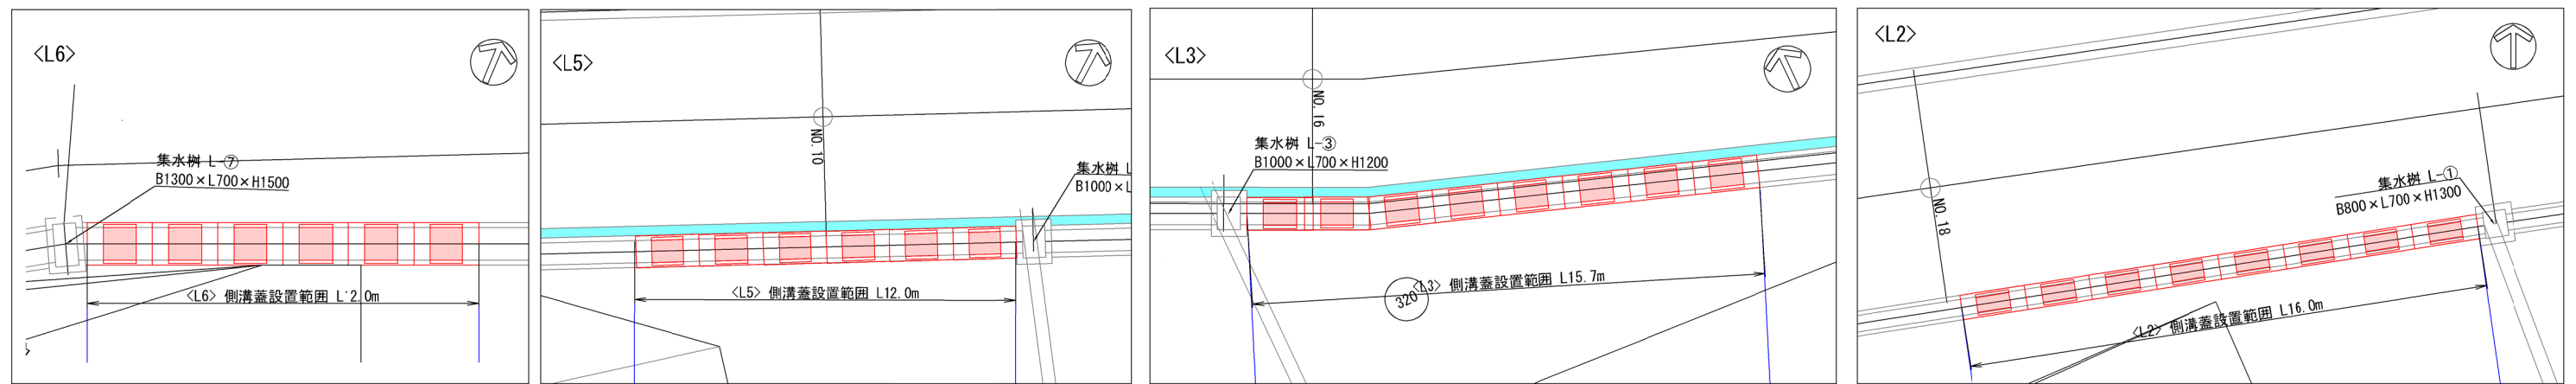 <L6>
集水桝 L-⑦
B1300×L700×H1500
<L6> 側溝蓋設置範囲 L12.0m
<L5>
NO.10
集水桝 L
B1000×L
<L5> 側溝蓋設置範囲 L12.0m
<L3>
NO.16
集水桝 L-③
B1000×L700×H1200
320
<L3> 側溝蓋設置範囲 L15.7m
<L2>
NO.18
集水桝 L-①
B800×L700×H1300
<L2> 側溝蓋設置範囲 L16.0m